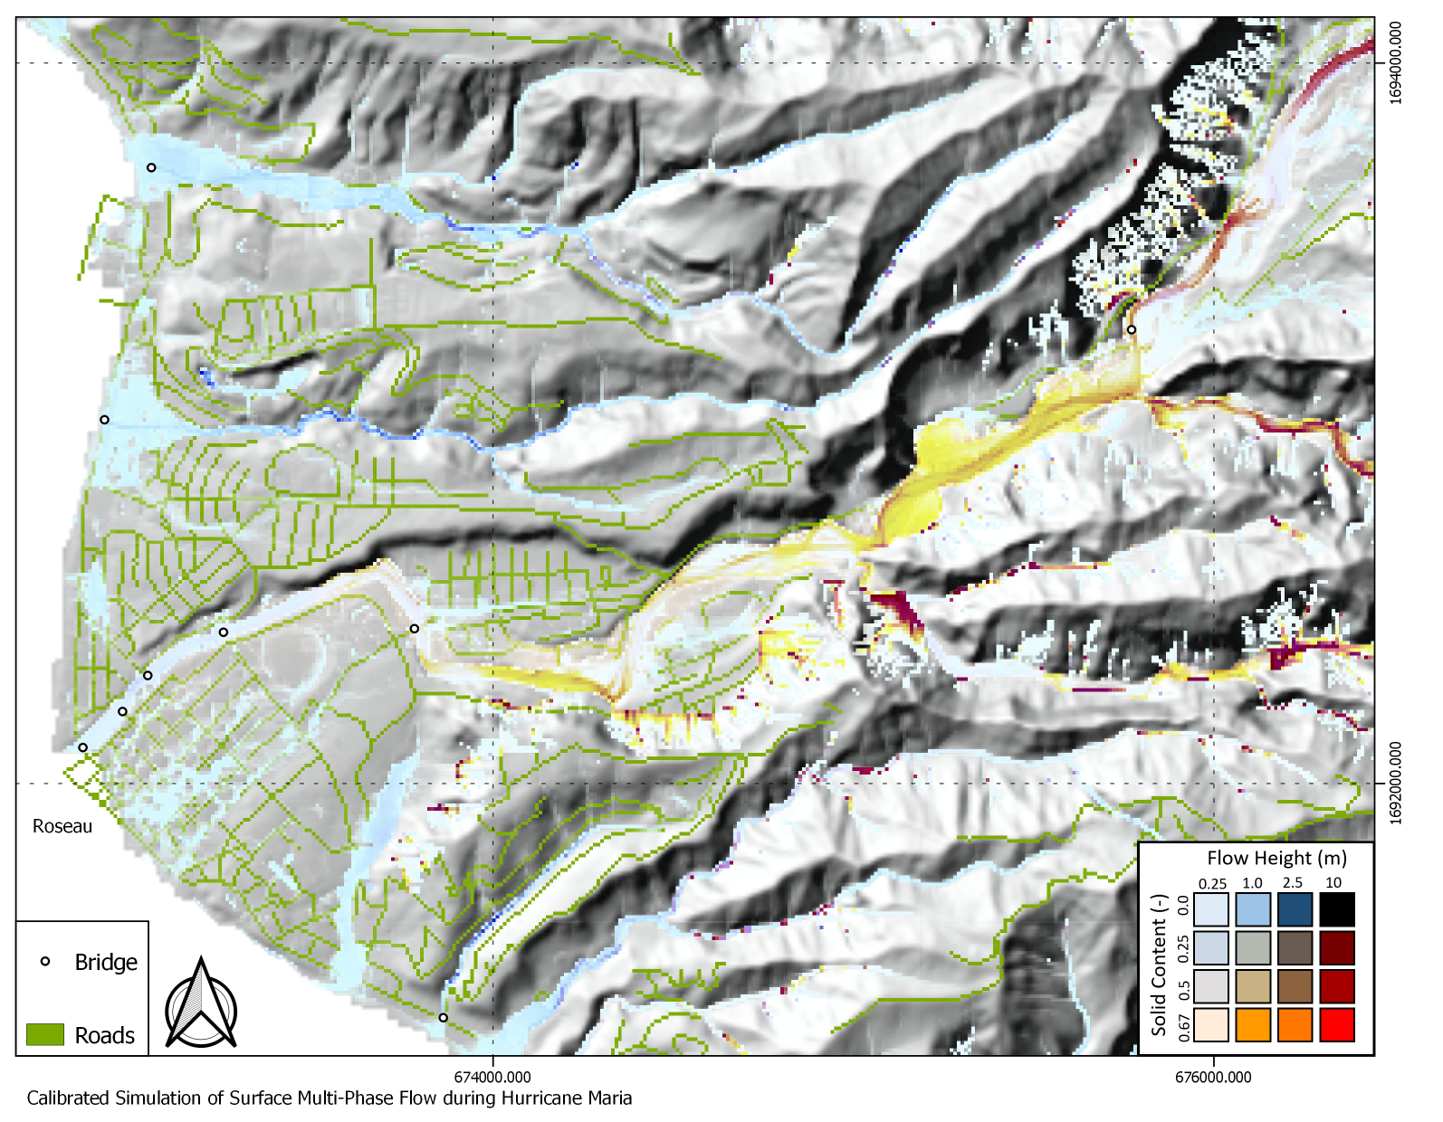 1694000.000
1692000.000
Roseau
Bridge
Roads
Flow Height (m)
0.25 1.0 2.5 10
Solid Content (-)
0.0
0.25
0.5
0.67
674000.000 676000.000
Calibrated Simulation of Surface Multi-Phase Flow during Hurricane Maria